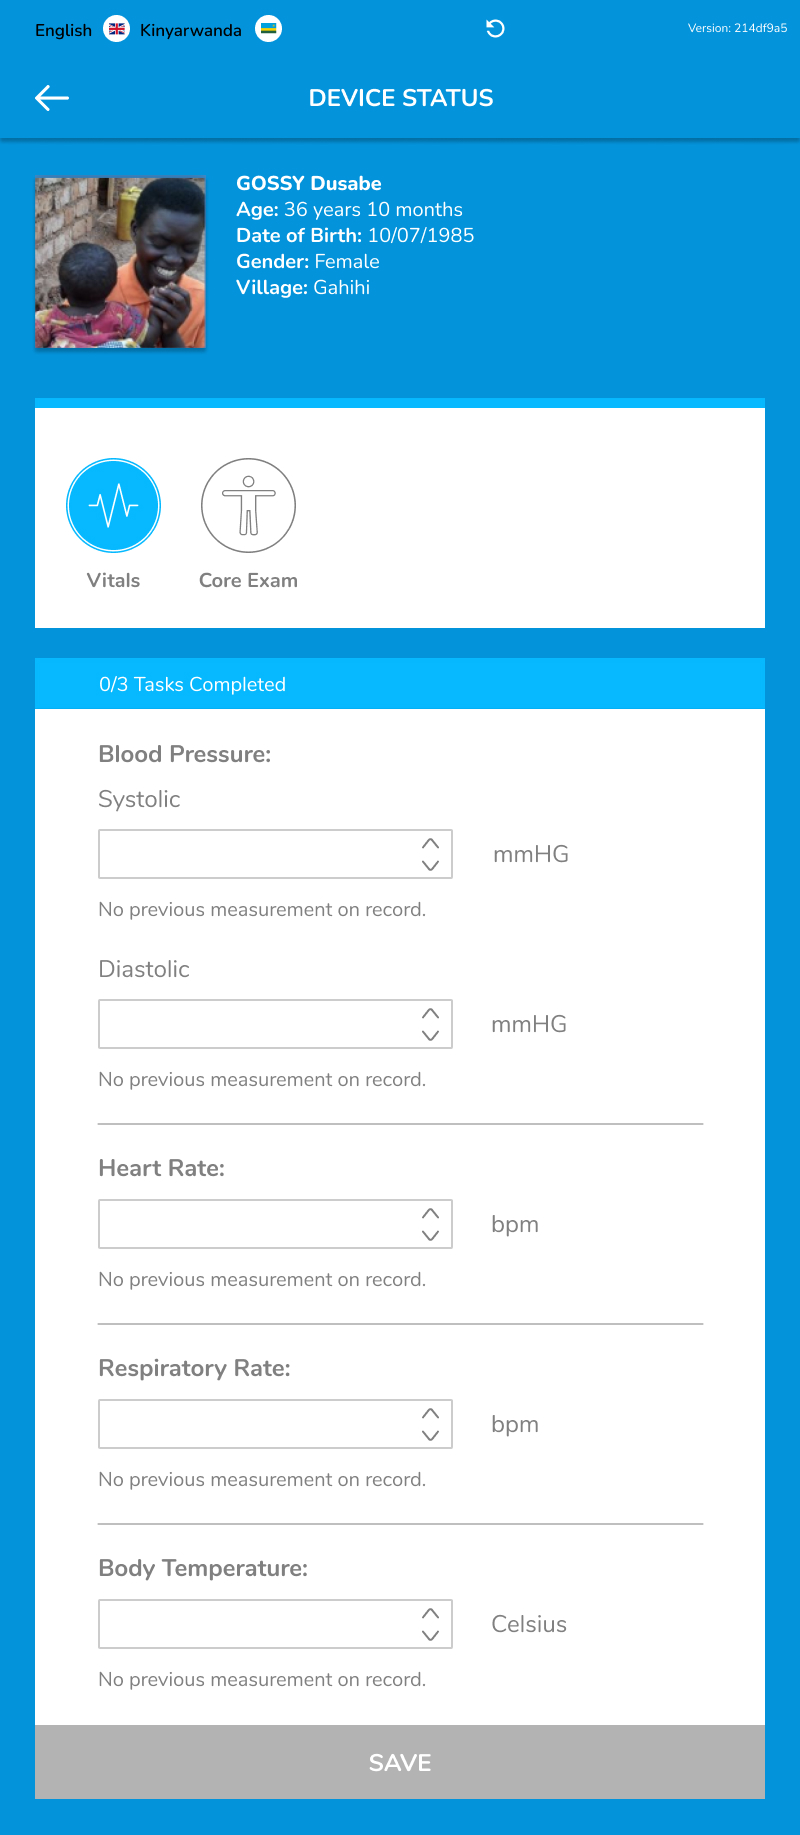 English Kinyarwanda Version: 214df9a5
DEVICE STATUS
GOSSY Dusabe
Age: 36 years 10 months
Date of Birth: 10/07/1985
Gender: Female
Village: Gahihi
Vitals Core Exam
0/3 Tasks Completed
Blood Pressure:
Systolic
mmHG
No previous measurement on record.
Diastolic
mmHG
No previous measurement on record.
Heart Rate:
bpm
No previous measurement on record.
Respiratory Rate:
bpm
No previous measurement on record.
Body Temperature:
Celsius
No previous measurement on record.
SAVE